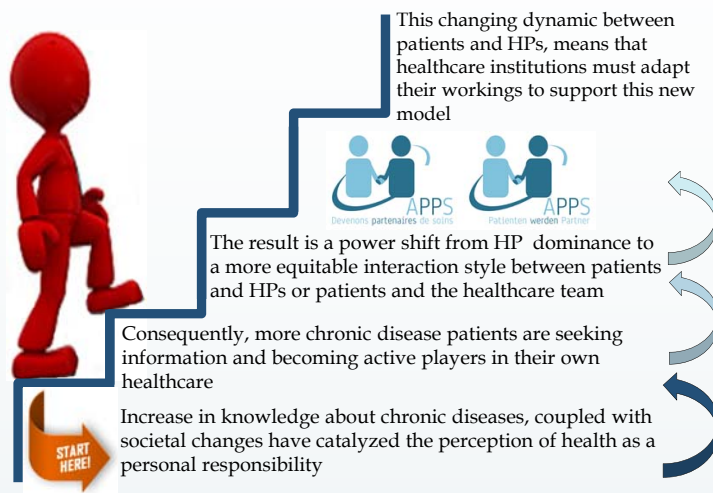 This changing dynamic between
patients and HPs, means that
healthcare institutions must adapt
their workings to support this new
model
APPS
Devenons partenaires de soins
APPS
Patienten werden Partner
The result is a power shift from HP dominance to
a more equitable interaction style between patients
and HPs or patients and the healthcare team
Consequently, more chronic disease patients are seeking
information and becoming active players in their own
healthcare
Increase in knowledge about chronic diseases, coupled with
societal changes have catalyzed the perception of health as a
personal responsibility
START
HERE!